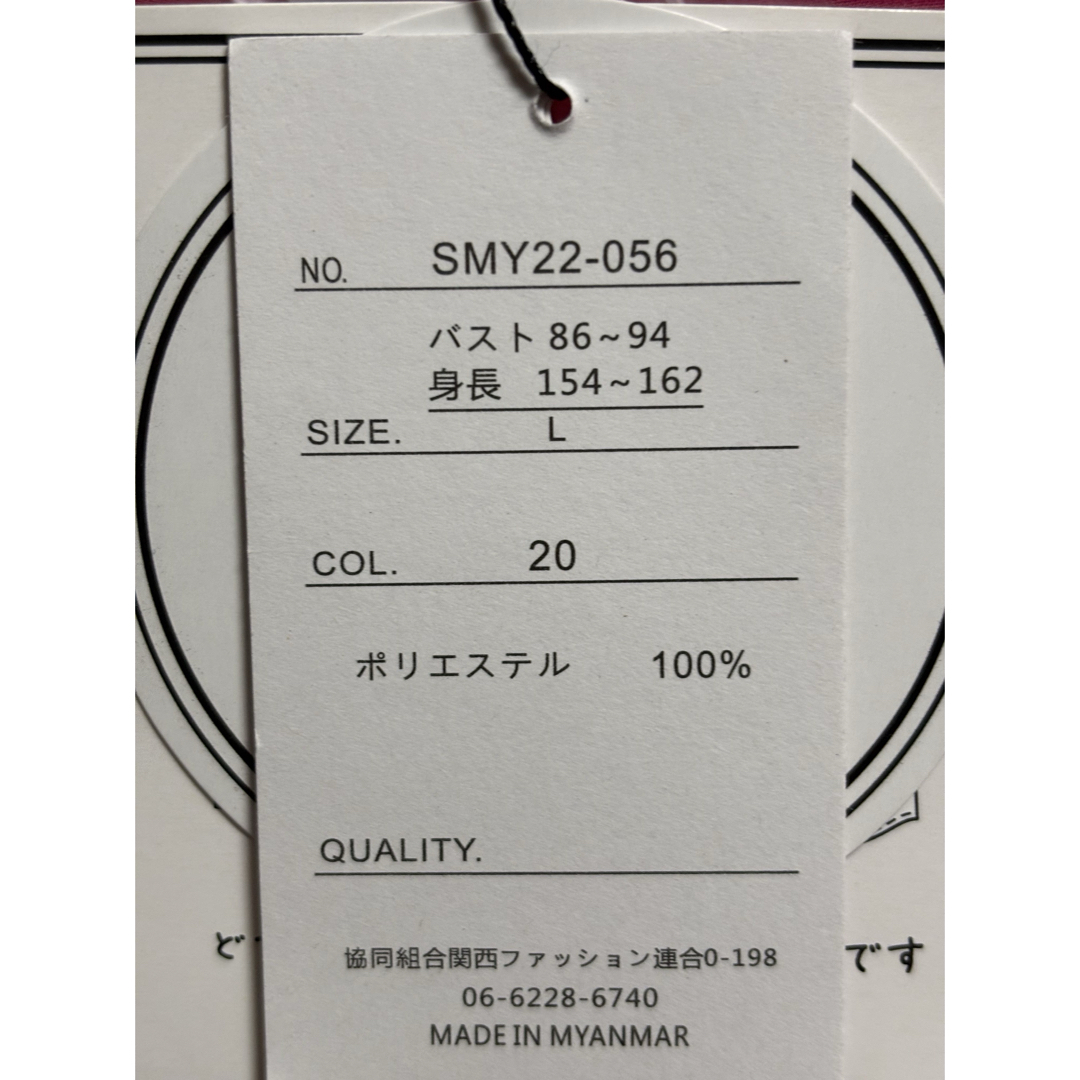 NO. SMY22-056
バスト 86~94
身長 154~162
SIZE. L
COL. 20
ポリエステル 100%
QUALITY.
協同組合関西ファッション連合0-198
06-6228-6740
MADE IN MYANMAR
ど
です